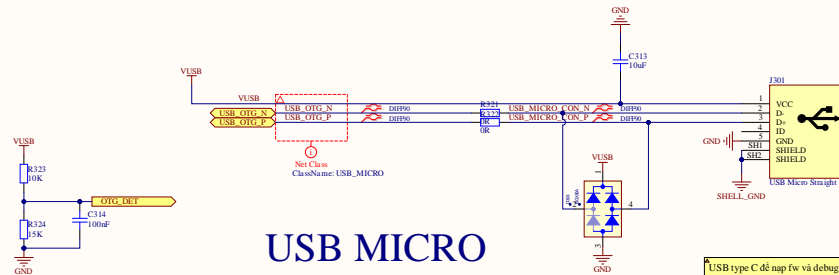 GND
C313
10uF
VUSB
J301
VUSB
USB_OTG_N
USB_OTG_N
DIFF90
R321
USB_MICRO_CON_N
DIFF90
USB_OTG_P
USB_OTG_P
DIFF90
R322
USB_MICRO_CON_P
DIFF90
0R
0R
1
VCC
2
D-
3
D+
4
ID
5
GND
SH1
SHIELD
SH2
SHIELD
GND
USB Micro Straight
SHELL_GND
Net Class
ClassName: USB_MICRO
VUSB
R323
10K
OTG_DET
C314
100nF
R324
15K
GND
VUSB
1
2
4
3
GND
USB MICRO
USB type C để nạp fw và debug